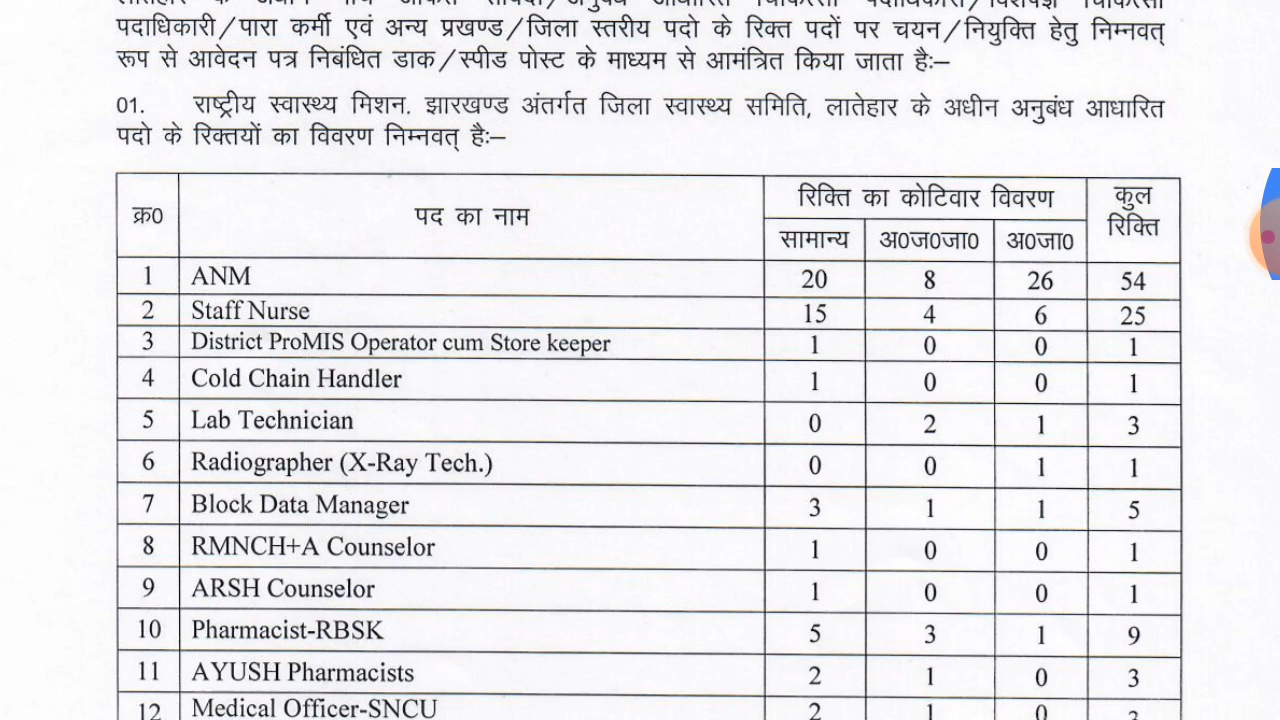 पदाधिकारी/पारा कर्मी एवं अन्य प्रखण्ड/जिला स्तरीय पदो के रिक्त पदों पर चयन/नियुक्ति हेतु निम्नवत्
रूप से आवेदन पत्र निबंधित डाक/स्पीड पोस्ट के माध्यम से आमंत्रित किया जाता हैः–
01. राष्ट्रीय स्वास्थ्य मिशन. झारखण्ड अंतर्गत जिला स्वास्थ्य समिति, लातेहार के अधीन अनुबंध आधारित
पदो के रिक्तयों का विवरण निम्नवत् हैः–
क्र0 पद का नाम रिक्ति का कोटिवार विवरण कुल रिक्ति
सामान्य अ0ज0जा0 अ0जा0
1 ANM 20 8 26 54
2 Staff Nurse 15 4 6 25
3 District ProMIS Operator cum Store keeper 1 0 0 1
4 Cold Chain Handler 1 0 0 1
5 Lab Technician 0 2 1 3
6 Radiographer (X-Ray Tech.) 0 0 1 1
7 Block Data Manager 3 1 1 5
8 RMNCH+A Counselor 1 0 0 1
9 ARSH Counselor 1 0 0 1
10 Pharmacist-RBSK 5 3 1 9
11 AYUSH Pharmacists 2 1 0 3
12 Medical Officer-SNCU 2 1 0